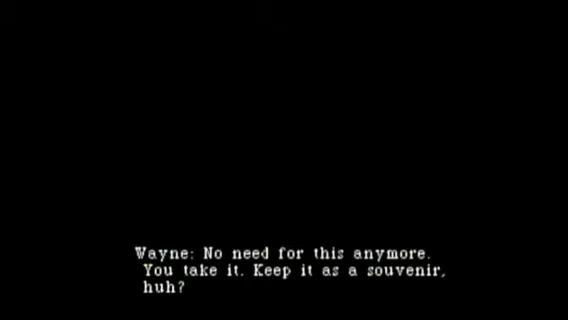 Wayne: No need for this anymore.
You take it. Keep it as a souvenir,
huh?